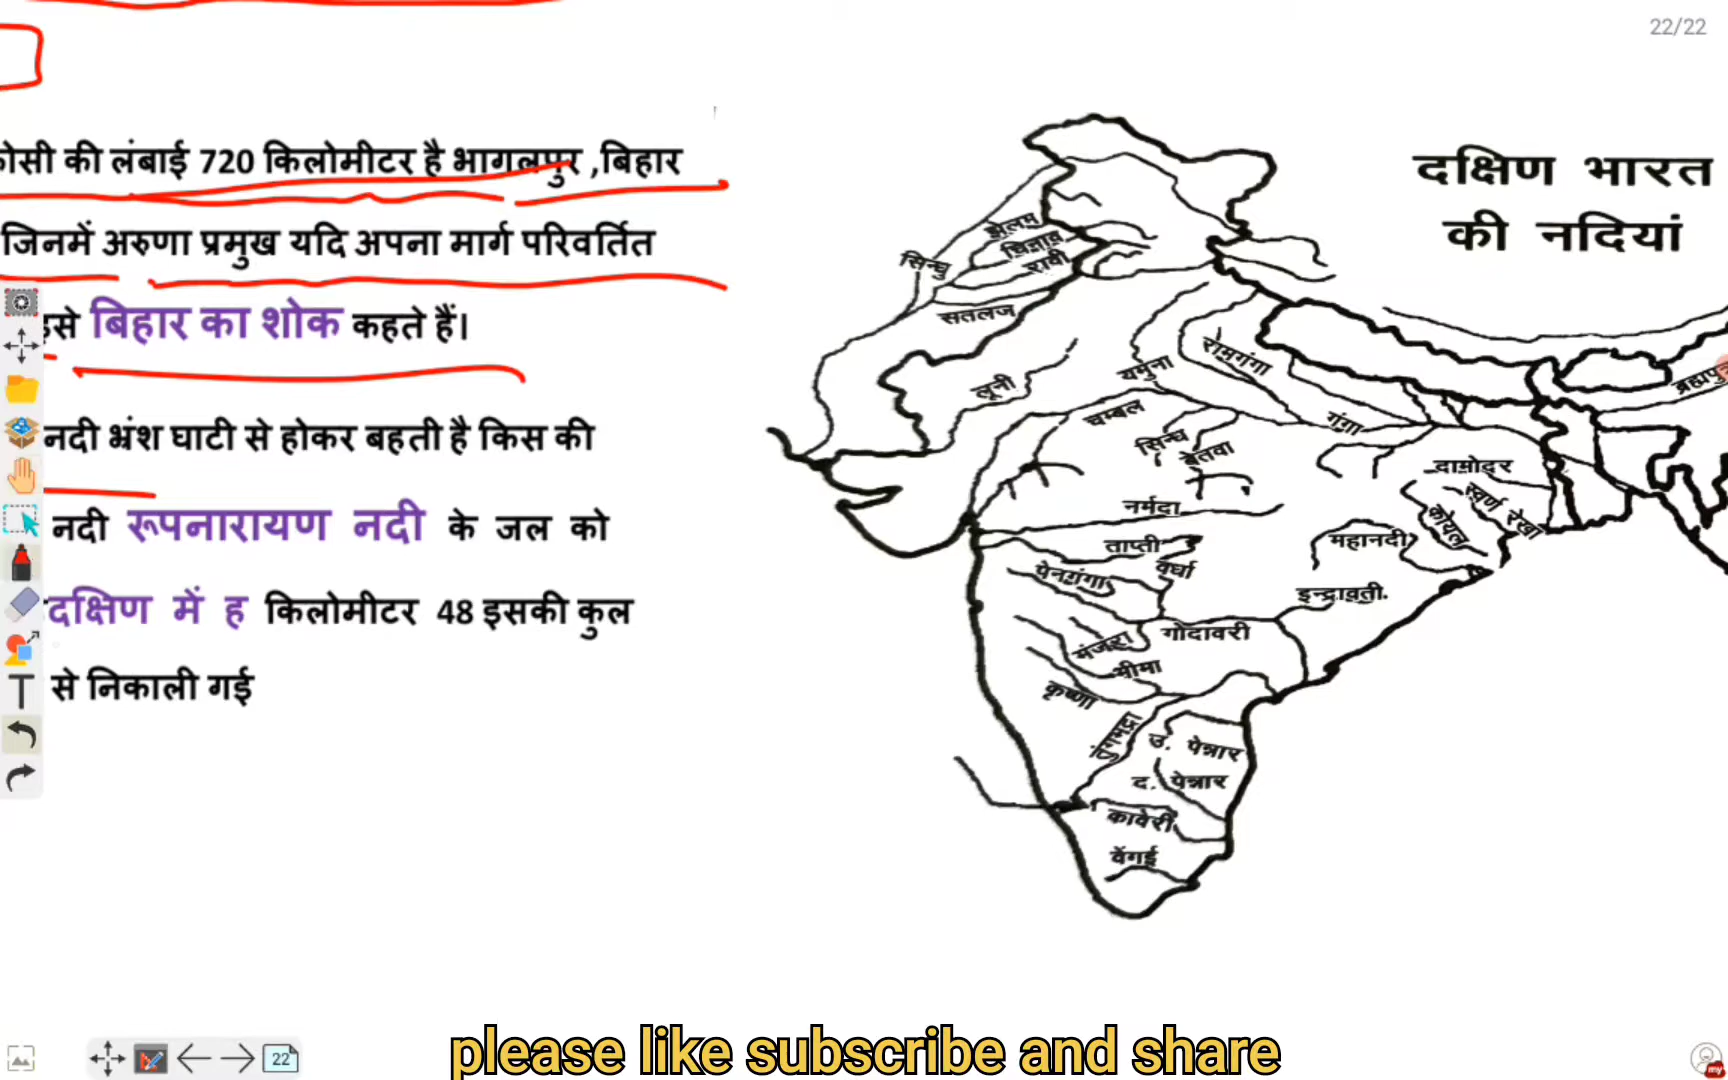 22/22
कोसी की लंबाई 720 किलोमीटर है भागलपुर ,बिहार
जिनमें अरुणा प्रमुख यदि अपना मार्ग परिवर्तित
इसे बिहार का शोक कहते हैं।
नदी भ्रंश घाटी से होकर बहती है किस की
नदी रूपनारायण नदी के जल को
दक्षिण में ह किलोमीटर 48 इसकी कुल
से निकाली गई
दक्षिण भारत
की नदियां
झेलम
चिनाव
रावी
सिन्धु
सतलज
लूनी
यमुना
रामगंगा
गंगा
चम्बल
सिन्ध
बेतवा
दामोदर
स्वर्ण रेखा
कोयल
नर्मदा
ताप्ती
वर्धा
महानदी
पेनगंगा
इन्द्रावती.
मंजरा
गोदावरी
भीमा
कृष्णा
तुंगभद्रा
उ. पेन्नार
द. पेन्नार
कावेरी
वेंगई
22
please like subscribe and share